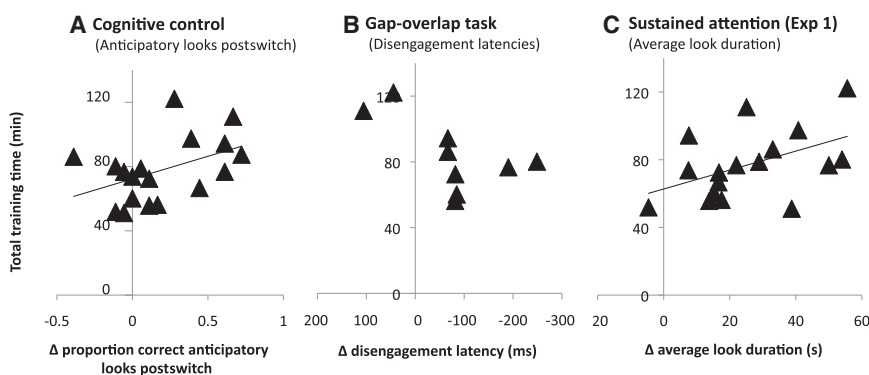 A Cognitive control
(Anticipatory looks postswitch)
B Gap-overlap task
(Disengagement latencies)
C Sustained attention (Exp 1)
(Average look duration)
Total training time (min)
120
80
40
0
-0.5 0 0.5 1
Δ proportion correct anticipatory
looks postswitch
120
80
40
0
200 100 0 -100 -200 -300
Δ disengagement latency (ms)
120
80
40
0
20 0 20 40 60
Δ average look duration (s)